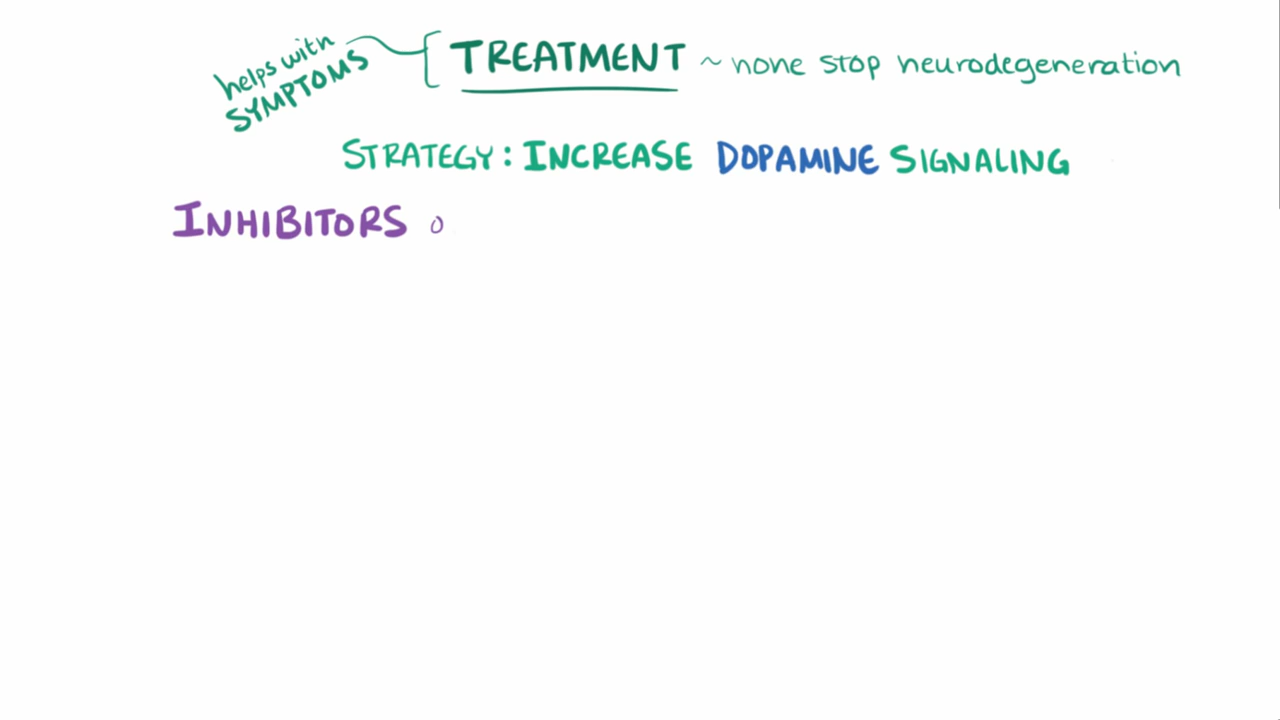 helps with
SYMPTOMS
TREATMENT ~ none stop neurodegeneration
STRATEGY: INCREASE DOPAMINE SIGNALING
INHIBITORS o